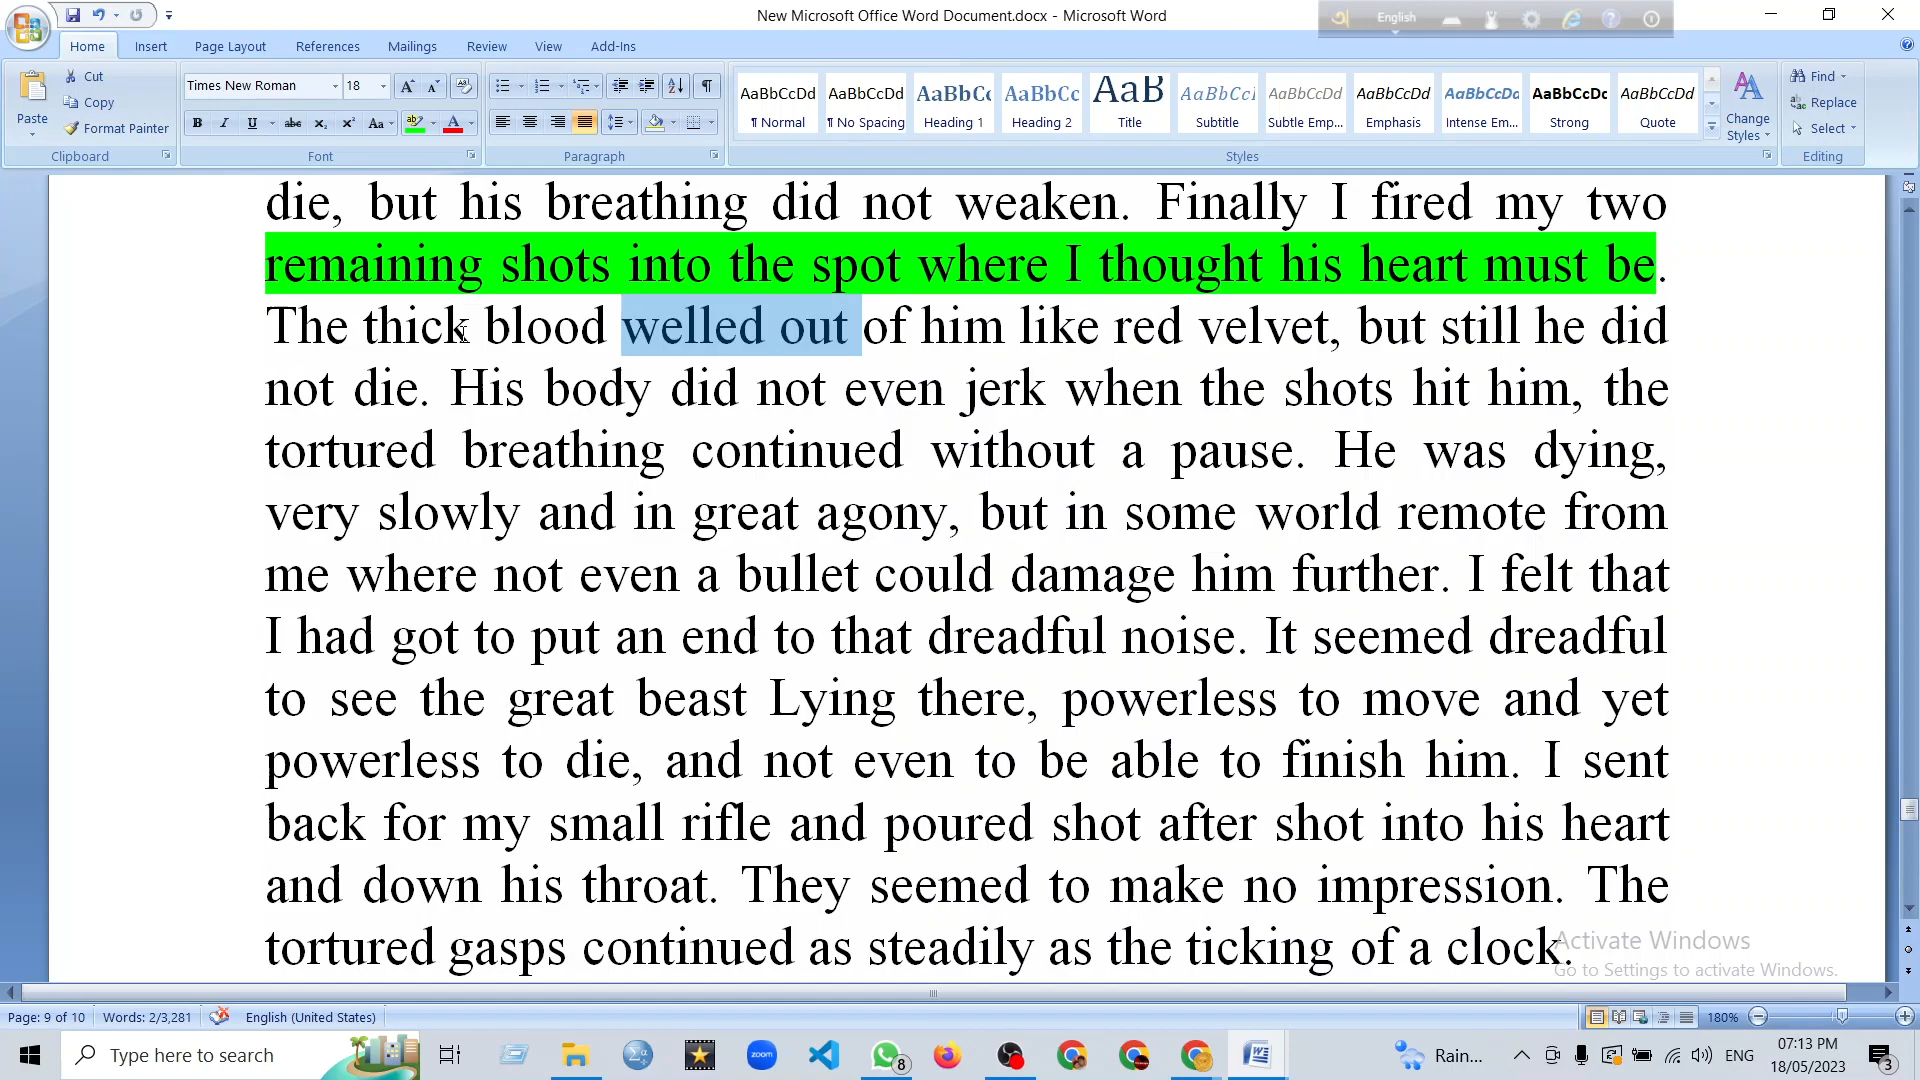 New Microsoft Office Word Document.docx - Microsoft Word
English
Home Insert Page Layout References Mailings Review View Add-Ins
Paste
Cut
Copy
Format Painter
Clipboard
Times New Roman 18
B I U abc x₂ x² Aa ab A
Font
Paragraph
AaBbCcDd AaBbCcDd AaBbCc AaBbCc AaB AaBbCcI AaBbCcDd AaBbCcDd AaBbCcDd AaBbCcDc AaBbCcDd
¶ Normal ¶ No Spacing Heading 1 Heading 2 Title Subtitle Subtle Emp... Emphasis Intense Em... Strong Quote
Change Styles
Styles
Find
Replace
Select
Editing
die, but his breathing did not weaken. Finally I fired my two
remaining shots into the spot where I thought his heart must be.
The thick blood welled out of him like red velvet, but still he did
not die. His body did not even jerk when the shots hit him, the
tortured breathing continued without a pause. He was dying,
very slowly and in great agony, but in some world remote from
me where not even a bullet could damage him further. I felt that
I had got to put an end to that dreadful noise. It seemed dreadful
to see the great beast Lying there, powerless to move and yet
powerless to die, and not even to be able to finish him. I sent
back for my small rifle and poured shot after shot into his heart
and down his throat. They seemed to make no impression. The
tortured gasps continued as steadily as the ticking of a clock.
Activate Windows
Go to Settings to activate Windows.
Page: 9 of 10 Words: 2/3,281 English (United States) 180%
Type here to search zoom 8 Rain... ENG 07:13 PM
18/05/2023 3